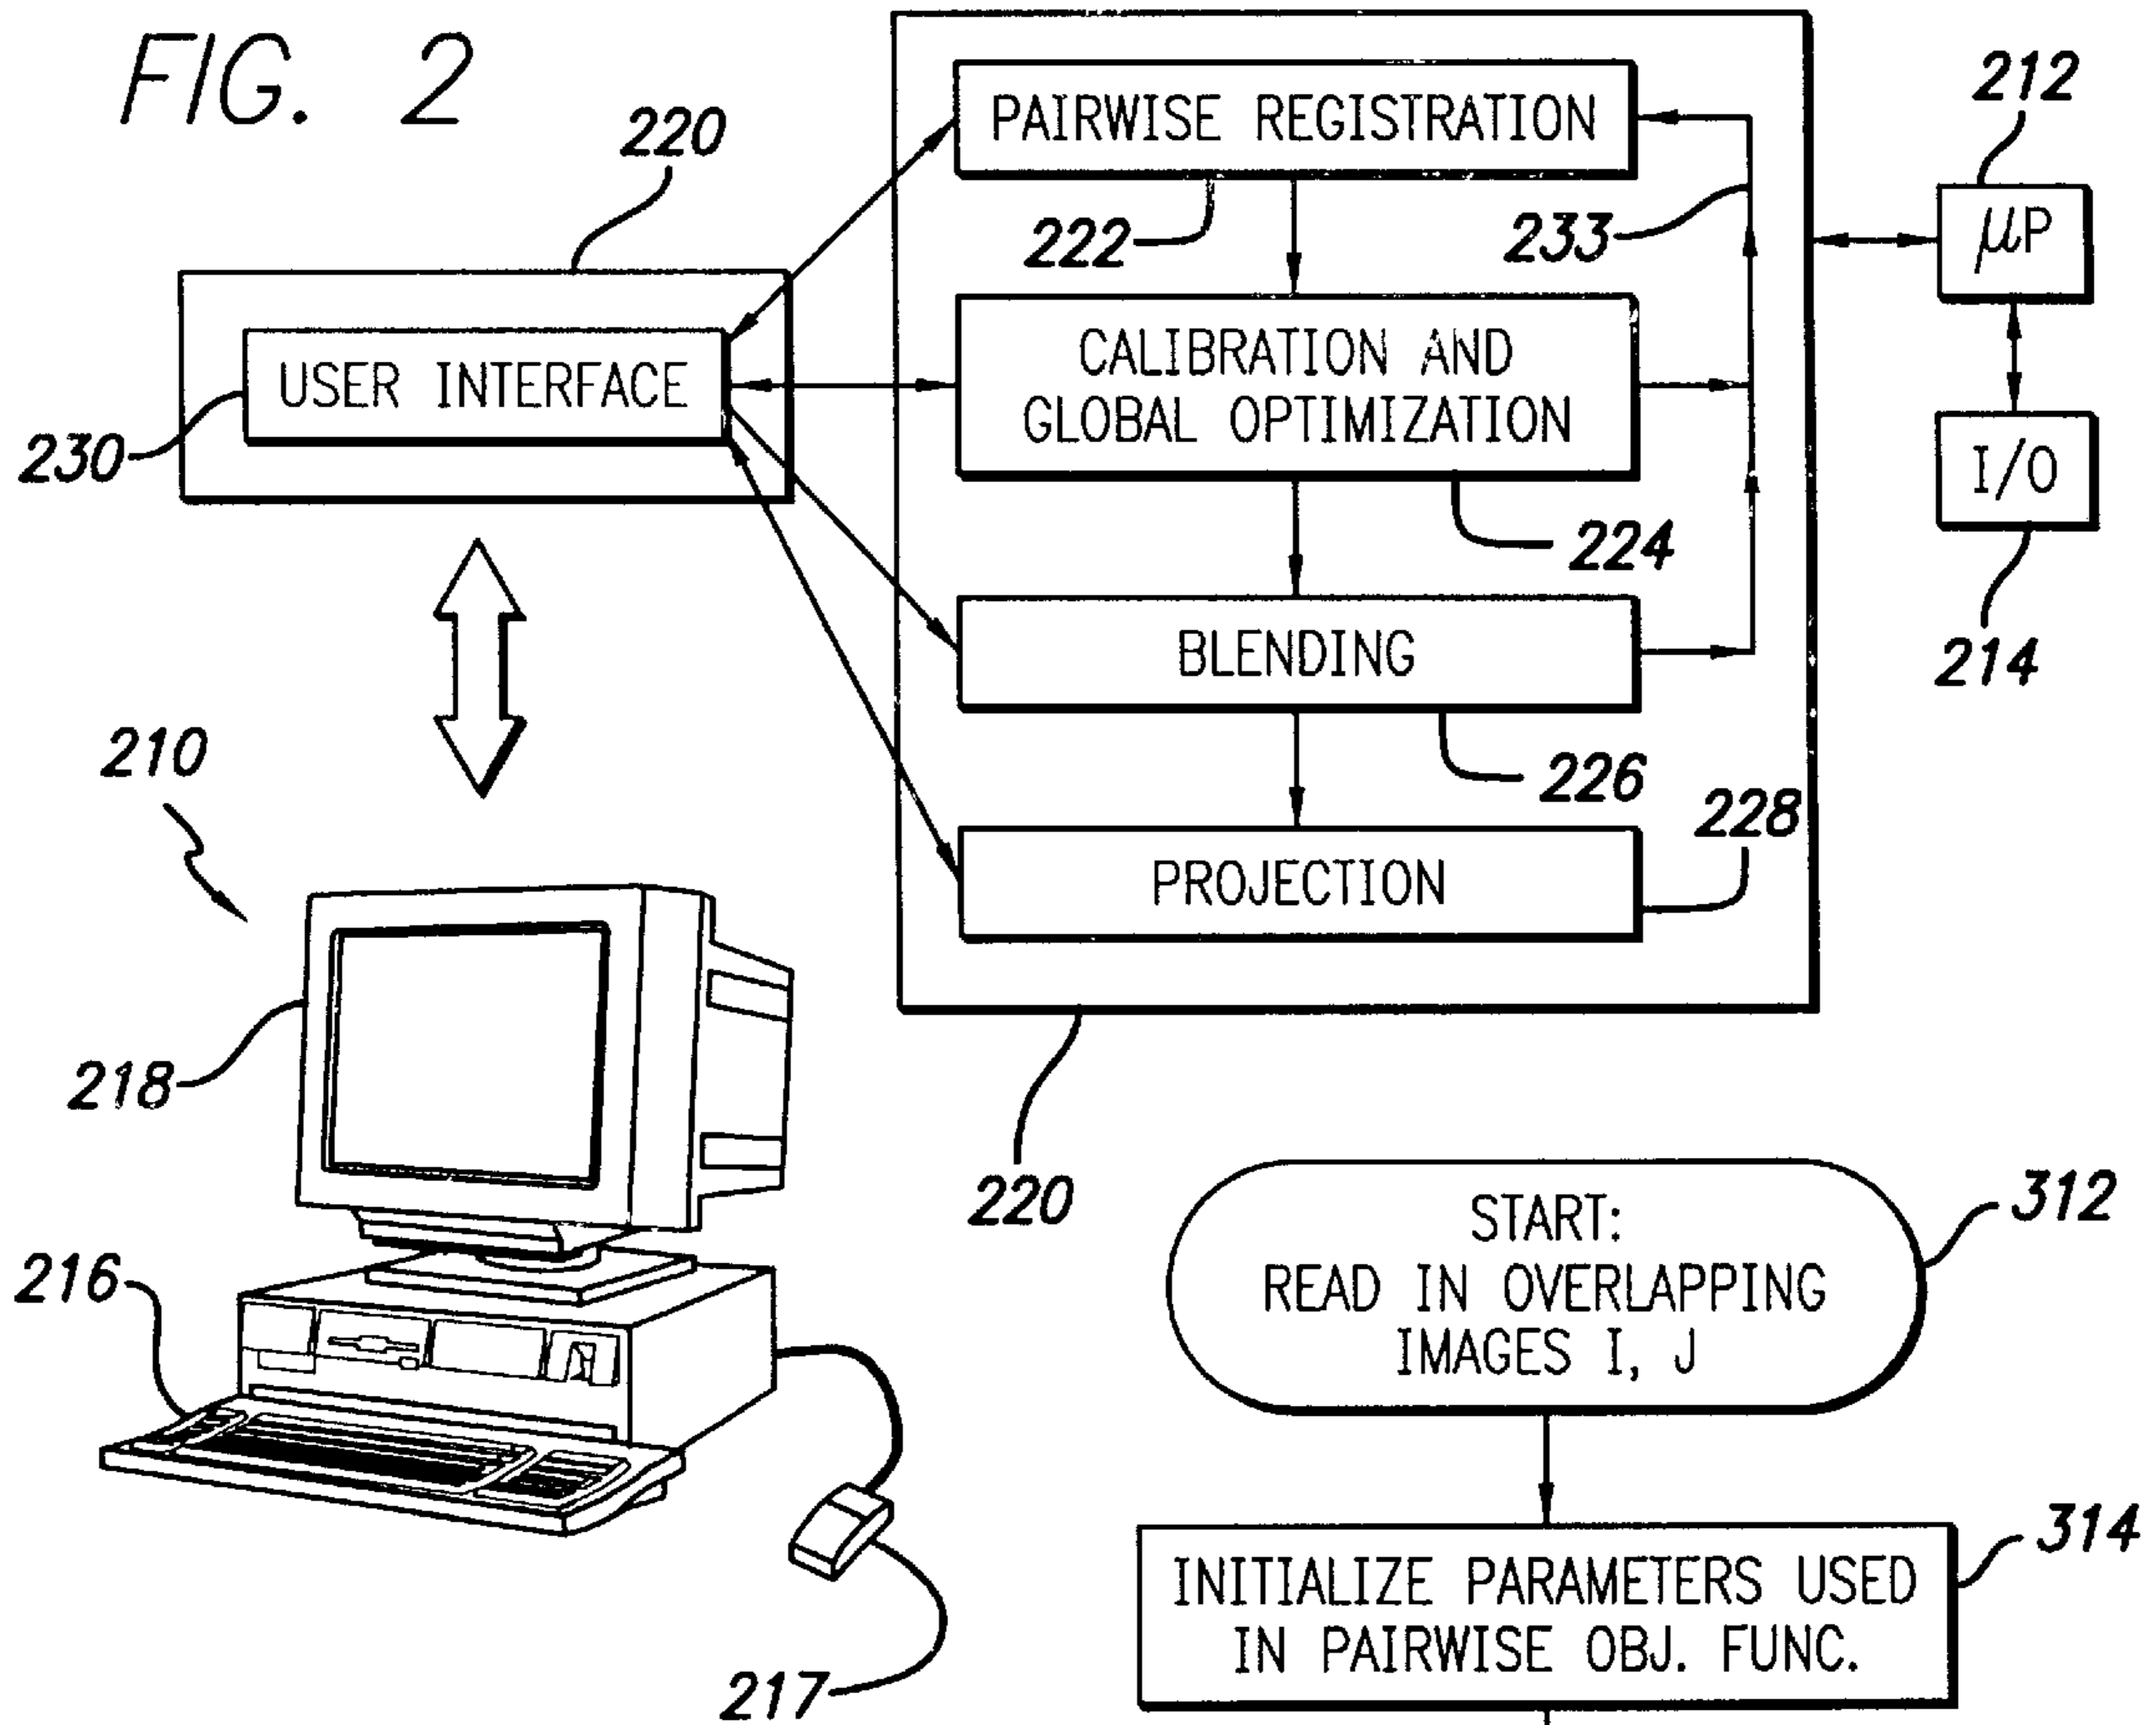 FIG. 2
220
212
PAIRWISE REGISTRATION
222
233
μP
USER INTERFACE
230
CALIBRATION AND
GLOBAL OPTIMIZATION
I/O
224
214
BLENDING
226
210
228
PROJECTION
218
220
216
217
START:
READ IN OVERLAPPING
IMAGES I, J
312
INITIALIZE PARAMETERS USED
IN PAIRWISE OBJ. FUNC.
314